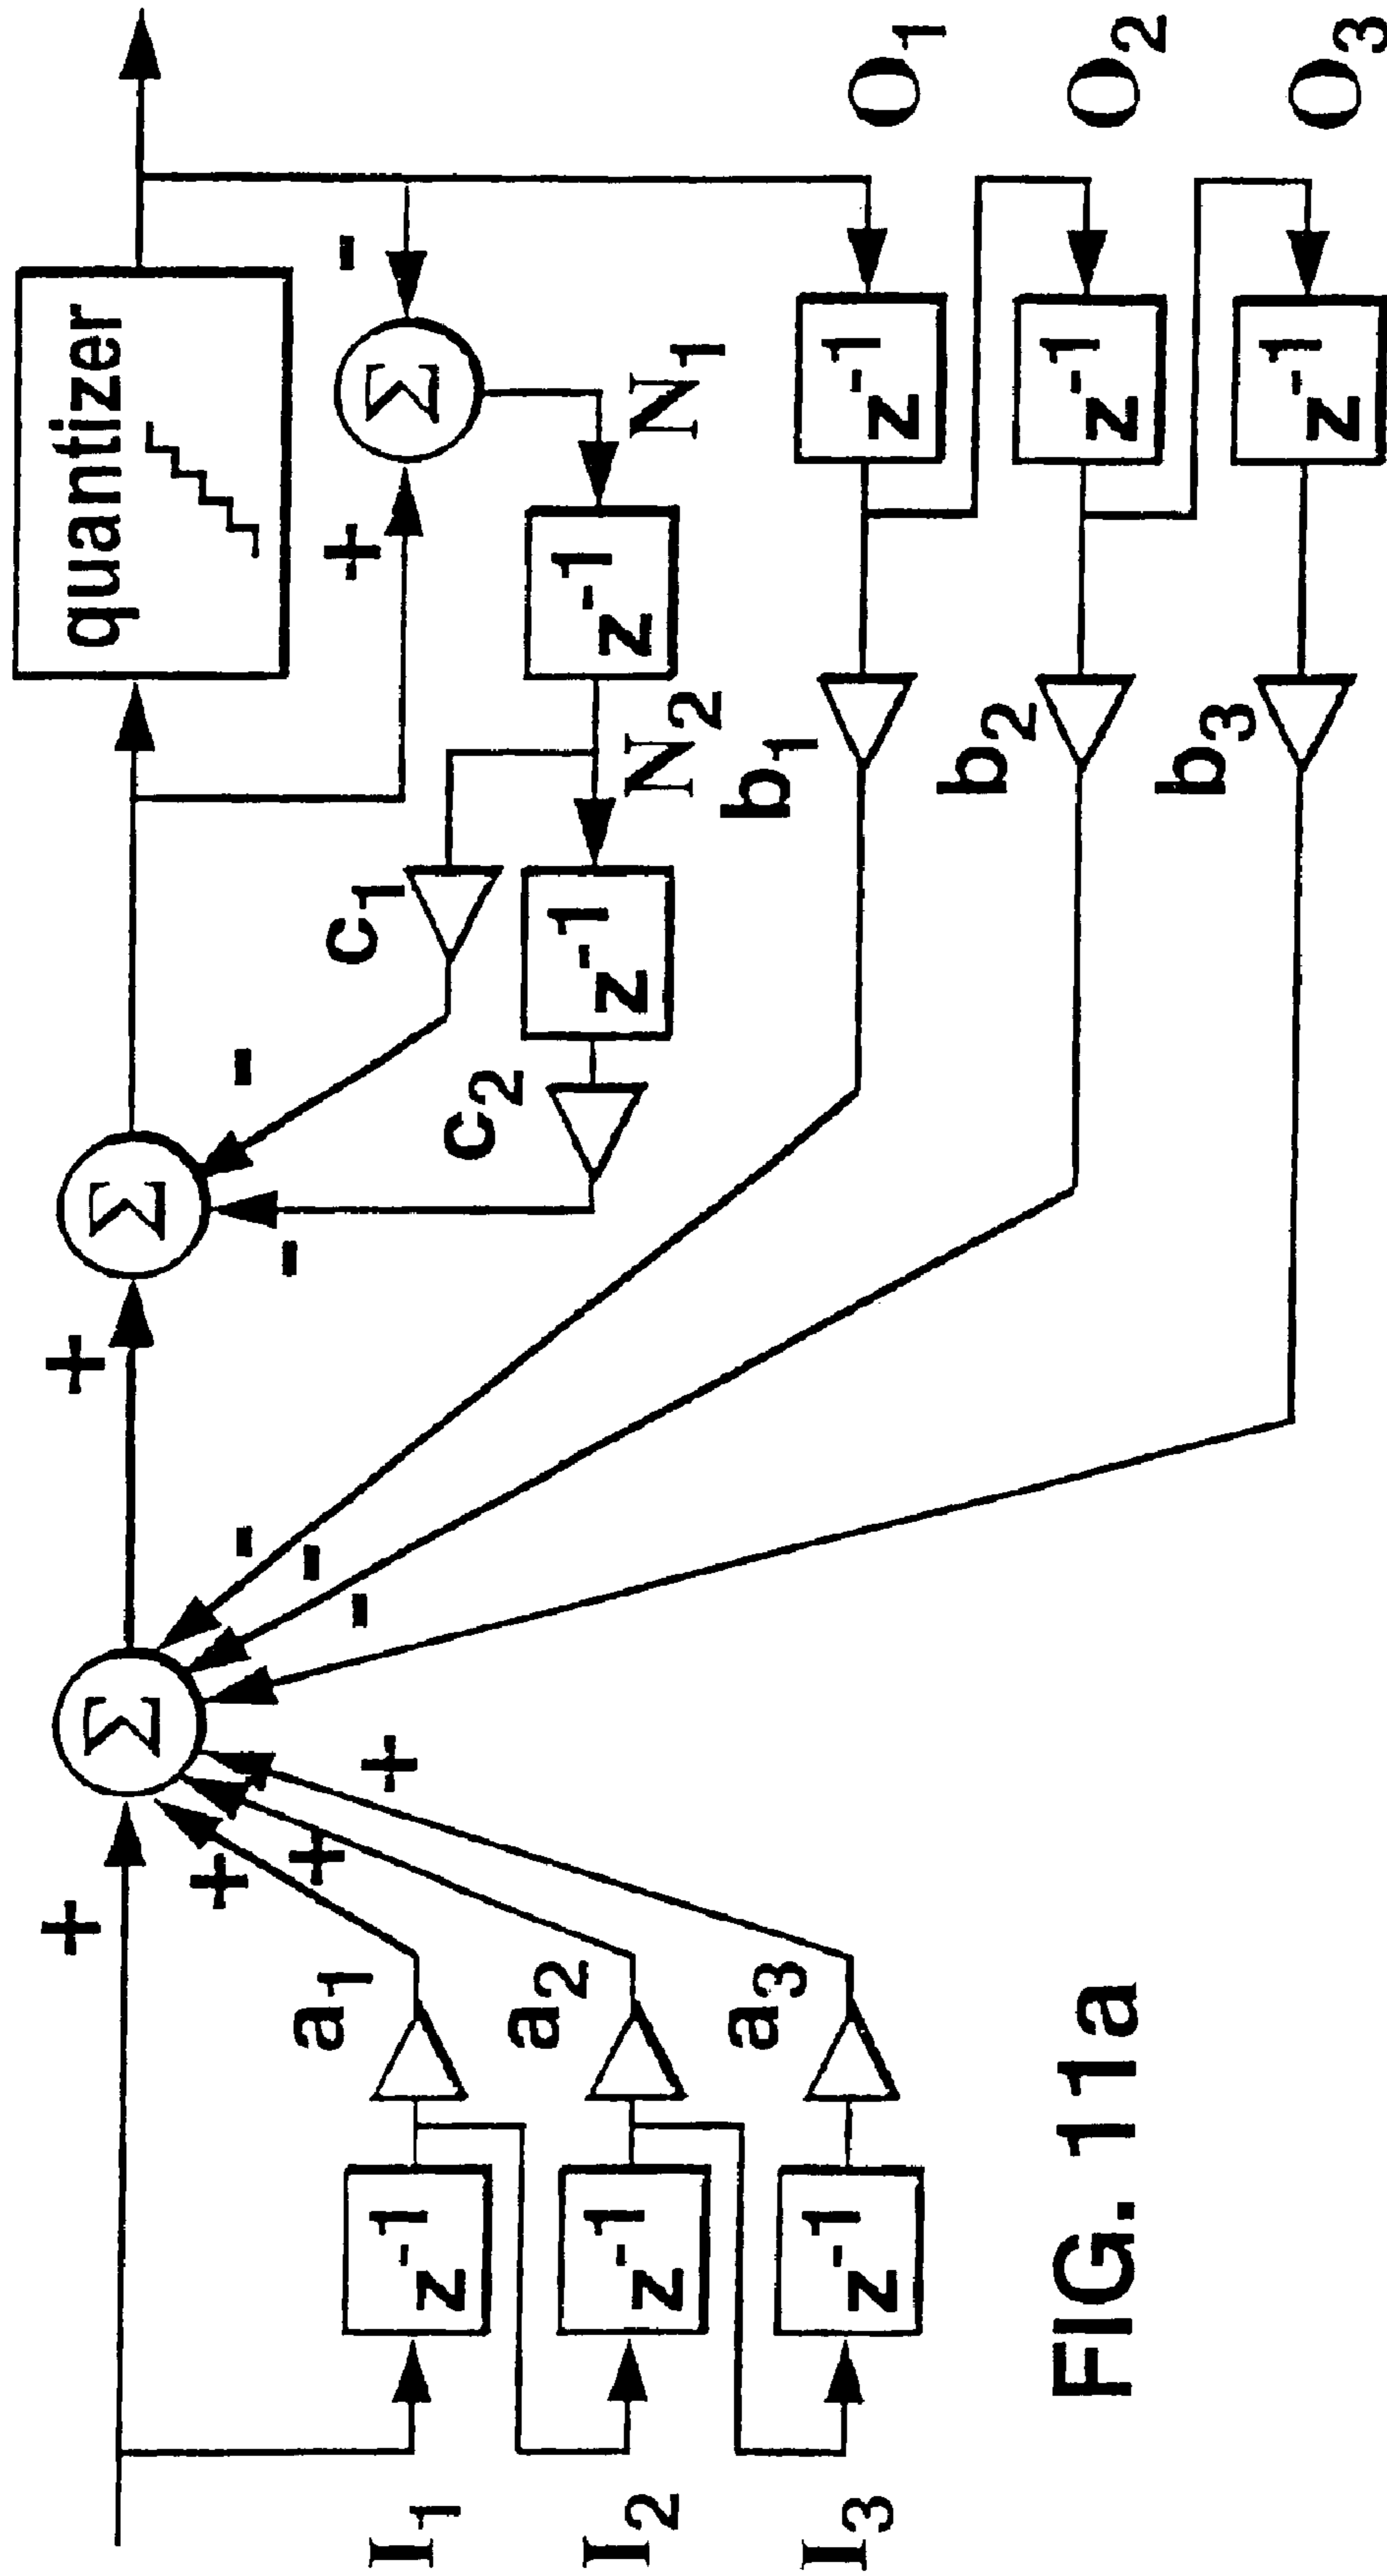 quantizer
+
+
-
Σ
Σ
Σ
+
-
-
-
-
-
+
+
+
+
-
c₁
c₂
z⁻¹
z⁻¹
N₁
N₂
a₁
a₂
a₃
b₁
b₂
b₃
I₁
z⁻¹
I₂
z⁻¹
I₃
z⁻¹
z⁻¹
O₁
z⁻¹
O₂
z⁻¹
O₃
FIG. 11a